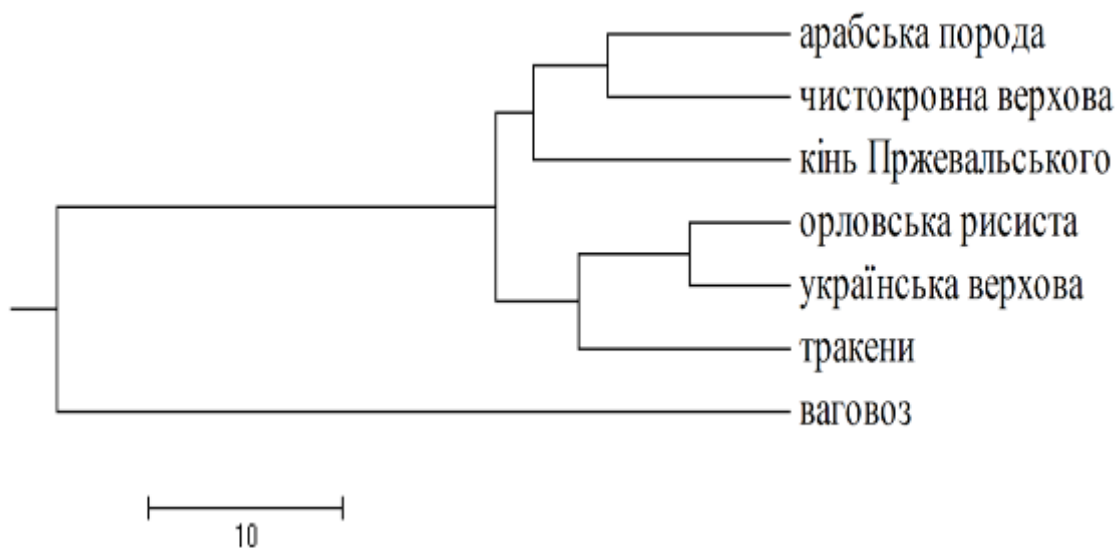 арабська порода
чистокровна верхова
кінь Пржевальського
орловська рисиста
українська верхова
тракени
ваговоз
10